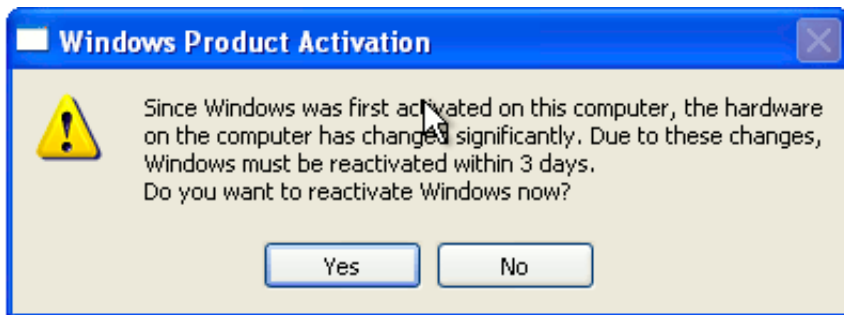 Windows Product Activation
Since Windows was first activated on this computer, the hardware
on the computer has changed significantly. Due to these changes,
Windows must be reactivated within 3 days.
Do you want to reactivate Windows now?
Yes
No